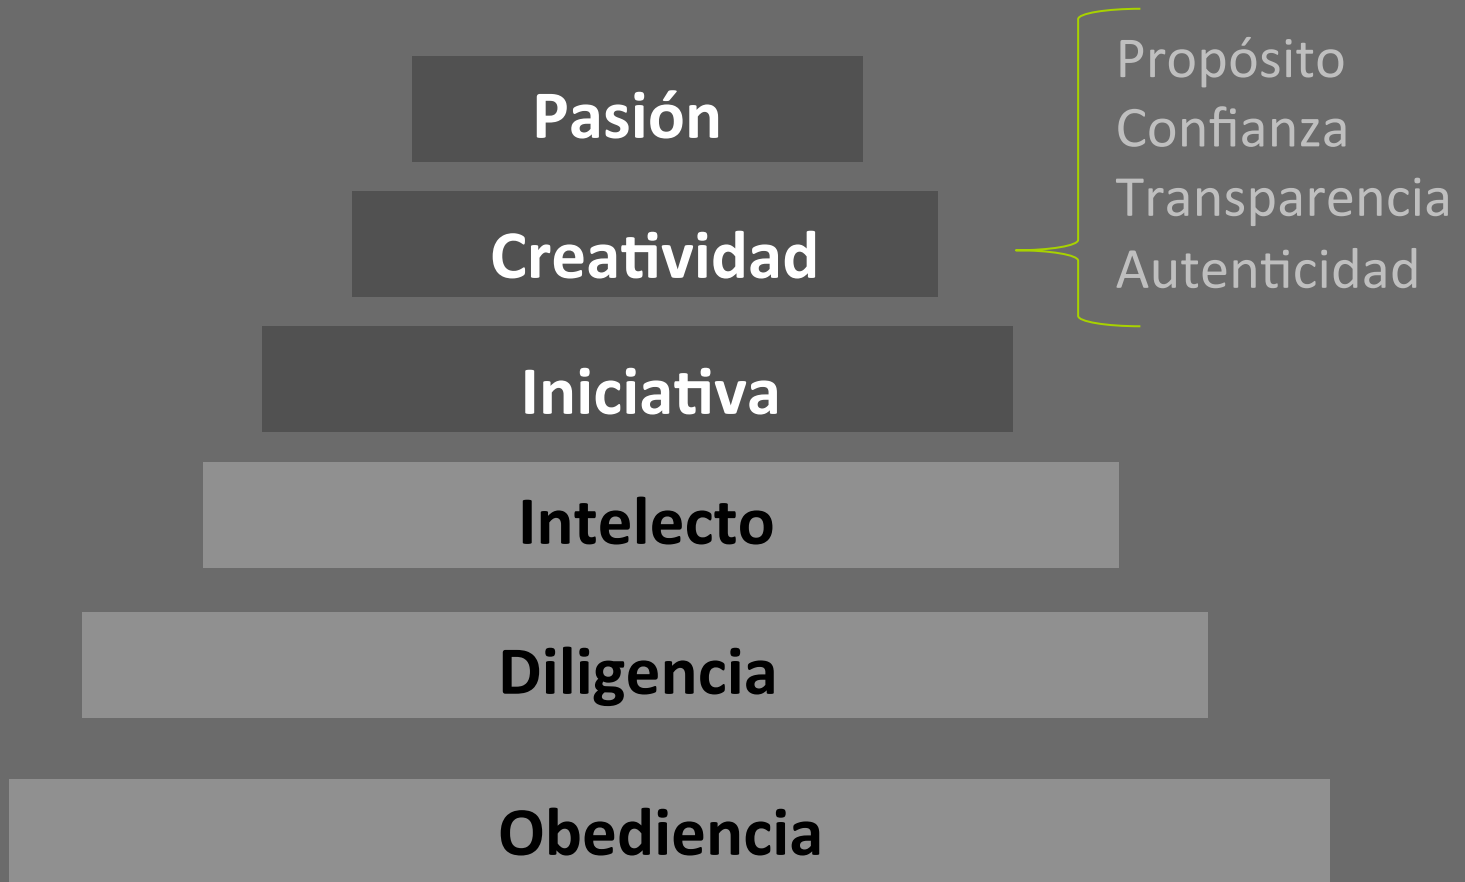 Pasión
Creatividad
Iniciativa
Intelecto
Diligencia
Obediencia
Propósito
Confianza
Transparencia
Autenticidad